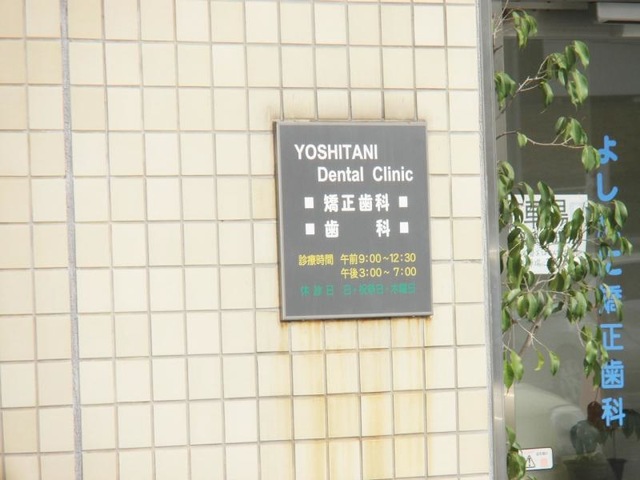 YOSHITANI
Dental Clinic
■ 矯正歯科 ■
■ 歯 科 ■
診療時間 午前9:00～12:30
午後3:00～7:00
休診日 日・祝祭日・木曜日
よし
矯正歯科